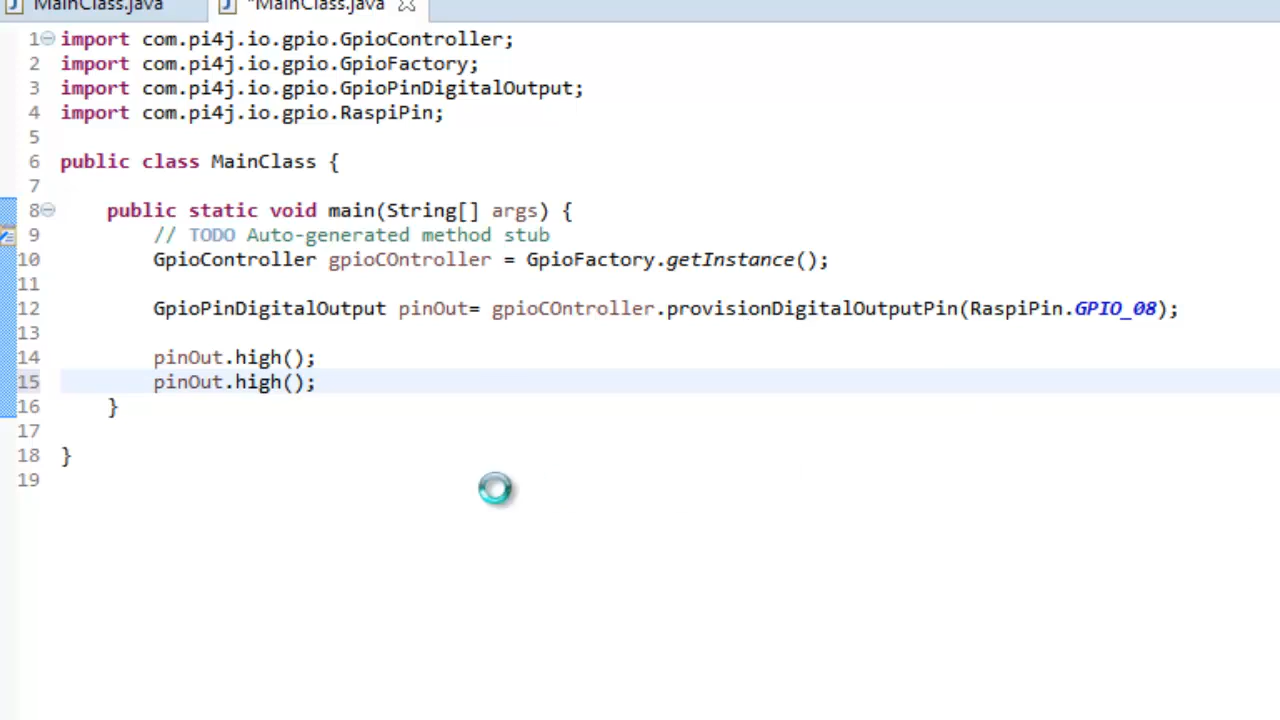 MainClass.java *MainClass.java
1 import com.pi4j.io.gpio.GpioController;
2 import com.pi4j.io.gpio.GpioFactory;
3 import com.pi4j.io.gpio.GpioPinDigitalOutput;
4 import com.pi4j.io.gpio.RaspiPin;
5
6 public class MainClass {
7
8 public static void main(String[] args) {
9 // TODO Auto-generated method stub
10 GpioController gpioCOntroller = GpioFactory.getInstance();
11
12 GpioPinDigitalOutput pinOut= gpioCOntroller.provisionDigitalOutputPin(RaspiPin.GPIO_08);
13
14 pinOut.high();
15 pinOut.high();
16 }
17
18 }
19